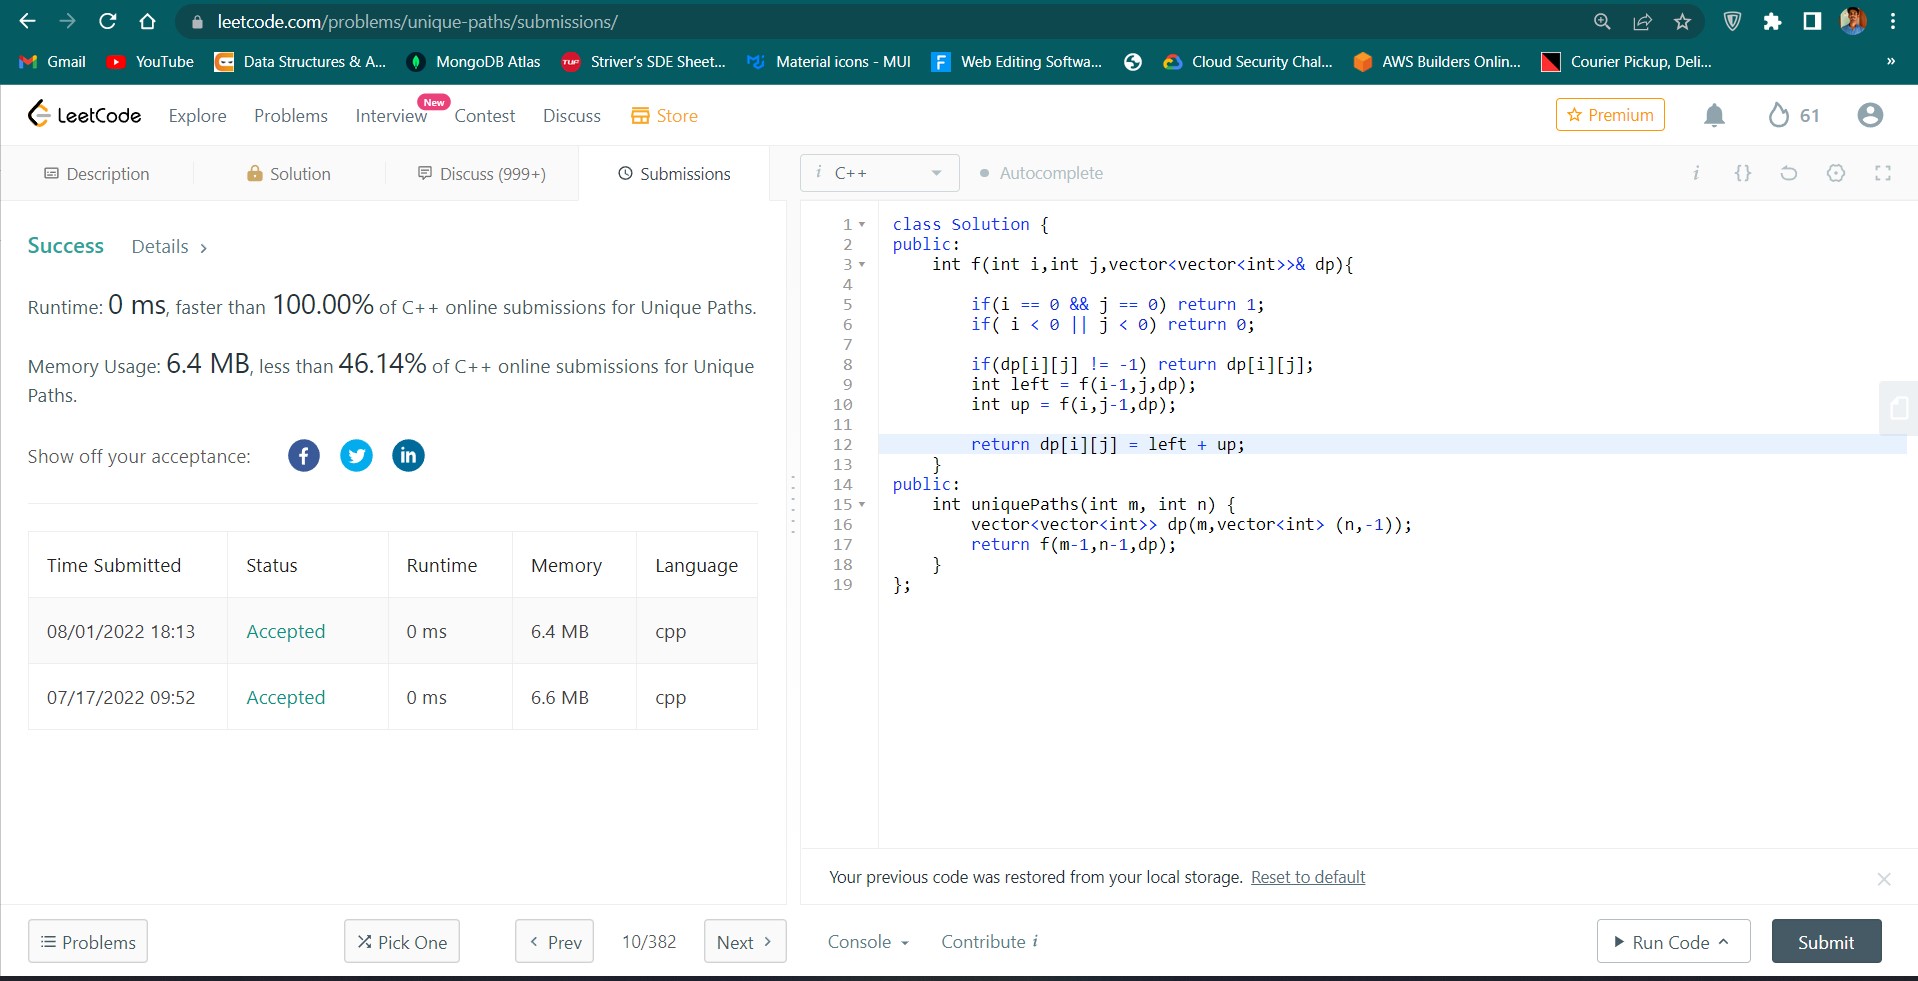 leetcode.com/problems/unique-paths/submissions/
Gmail YouTube Data Structures & A... MongoDB Atlas Striver's SDE Sheet... Material icons - MUI Web Editing Softwa... Cloud Security Chal... AWS Builders Onlin... Courier Pickup, Deli... »
LeetCode Explore Problems Interview New Contest Discuss Store Premium 61
Description Solution Discuss (999+) Submissions
i C++ Autocomplete i {}
Success Details >
Runtime: 0 ms, faster than 100.00% of C++ online submissions for Unique Paths.
Memory Usage: 6.4 MB, less than 46.14% of C++ online submissions for Unique
Paths.
Show off your acceptance:
Time Submitted Status Runtime Memory Language
08/01/2022 18:13 Accepted 0 ms 6.4 MB cpp
07/17/2022 09:52 Accepted 0 ms 6.6 MB cpp
1 class Solution {
2 public:
3 int f(int i,int j,vector<vector<int>>& dp){
4
5 if(i == 0 && j == 0) return 1;
6 if( i < 0 || j < 0) return 0;
7
8 if(dp[i][j] != -1) return dp[i][j];
9 int left = f(i-1,j,dp);
10 int up = f(i,j-1,dp);
11
12 return dp[i][j] = left + up;
13 }
14 public:
15 int uniquePaths(int m, int n) {
16 vector<vector<int>> dp(m,vector<int> (n,-1));
17 return f(m-1,n-1,dp);
18 }
19 };
Your previous code was restored from your local storage. Reset to default
Problems Pick One < Prev 10/382 Next > Console Contribute i Run Code Submit